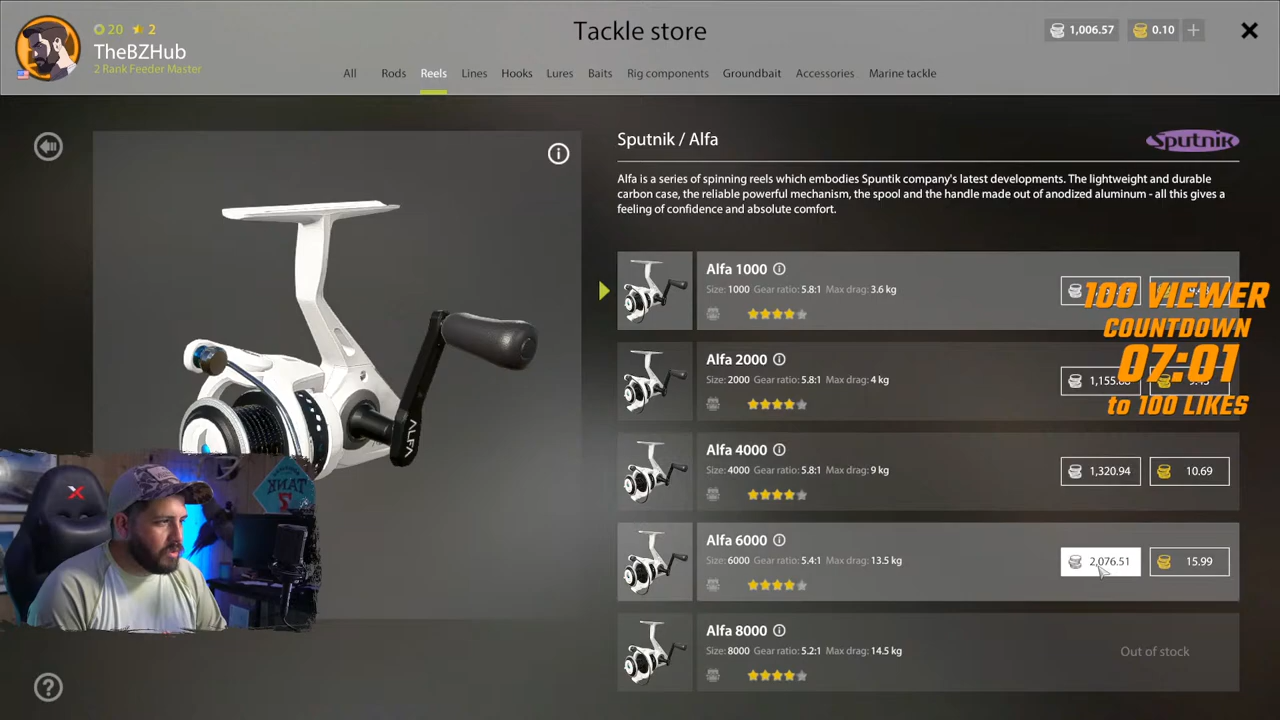 20 2
TheBZHub
2 Rank Feeder Master
Tackle store
1,006.57 0.10 +
All Rods Reels Lines Hooks Lures Baits Rig components Groundbait Accessories Marine tackle
Sputnik / Alfa
Sputnik
Alfa is a series of spinning reels which embodies Spuntik company's latest developments. The lightweight and durable
carbon case, the reliable powerful mechanism, the spool and the handle made out of anodized aluminum - all this gives a
feeling of confidence and absolute comfort.
Alfa 1000
Size: 1000 Gear ratio: 5.8:1 Max drag: 3.6 kg
100 VIEWER
COUNTDOWN
07:01
to 100 LIKES
Alfa 2000
Size: 2000 Gear ratio: 5.8:1 Max drag: 4 kg
Alfa 4000
Size: 4000 Gear ratio: 5.8:1 Max drag: 9 kg
1,320.94 10.69
Alfa 6000
Size: 6000 Gear ratio: 5.4:1 Max drag: 13.5 kg
2,076.51 15.99
Alfa 8000
Size: 8000 Gear ratio: 5.2:1 Max drag: 14.5 kg
Out of stock
ALFA
X
TANK
?